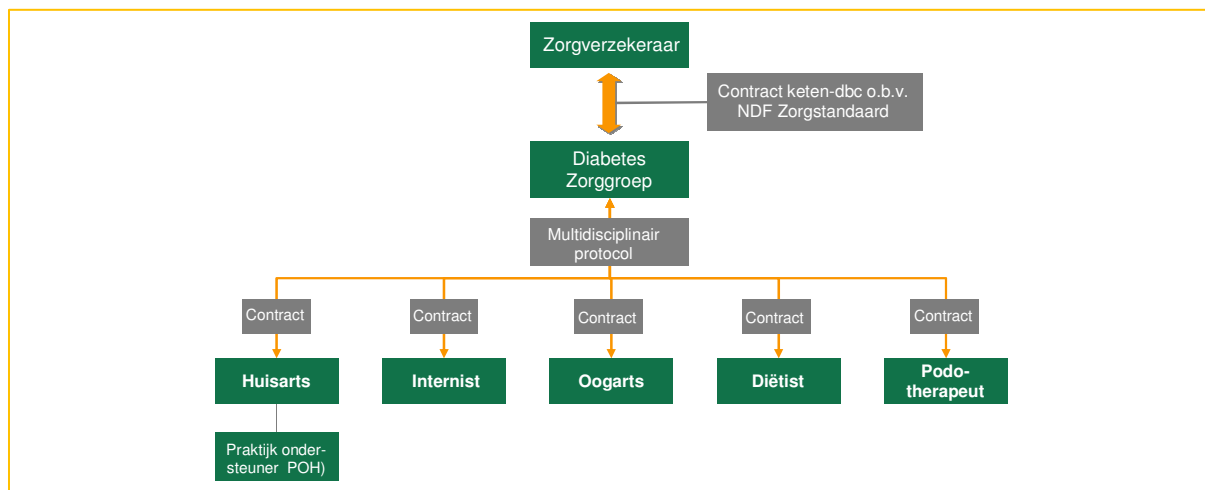 Zorgverzekeraar
Contract keten-dbc o.b.v.
NDF Zorgstandaard
Diabetes
Zorggroep
Multidisciplinair
protocol
Contract
Contract
Contract
Contract
Contract
Huisarts
Internist
Oogarts
Diëtist
Podo-
therapeut
Praktijk onder-
steuner POH)